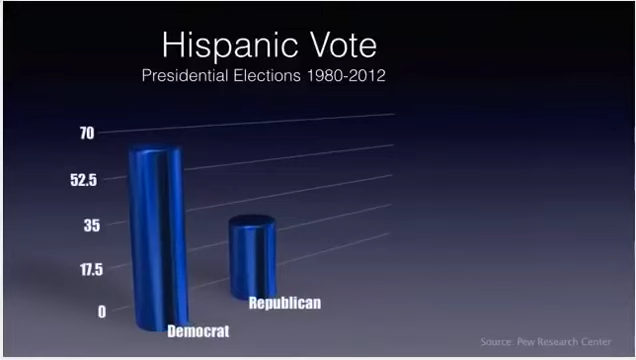 Hispanic Vote
Presidential Elections 1980-2012
70
52.5
35
17.5
0
Republican
Democrat
Source: Pew Research Center